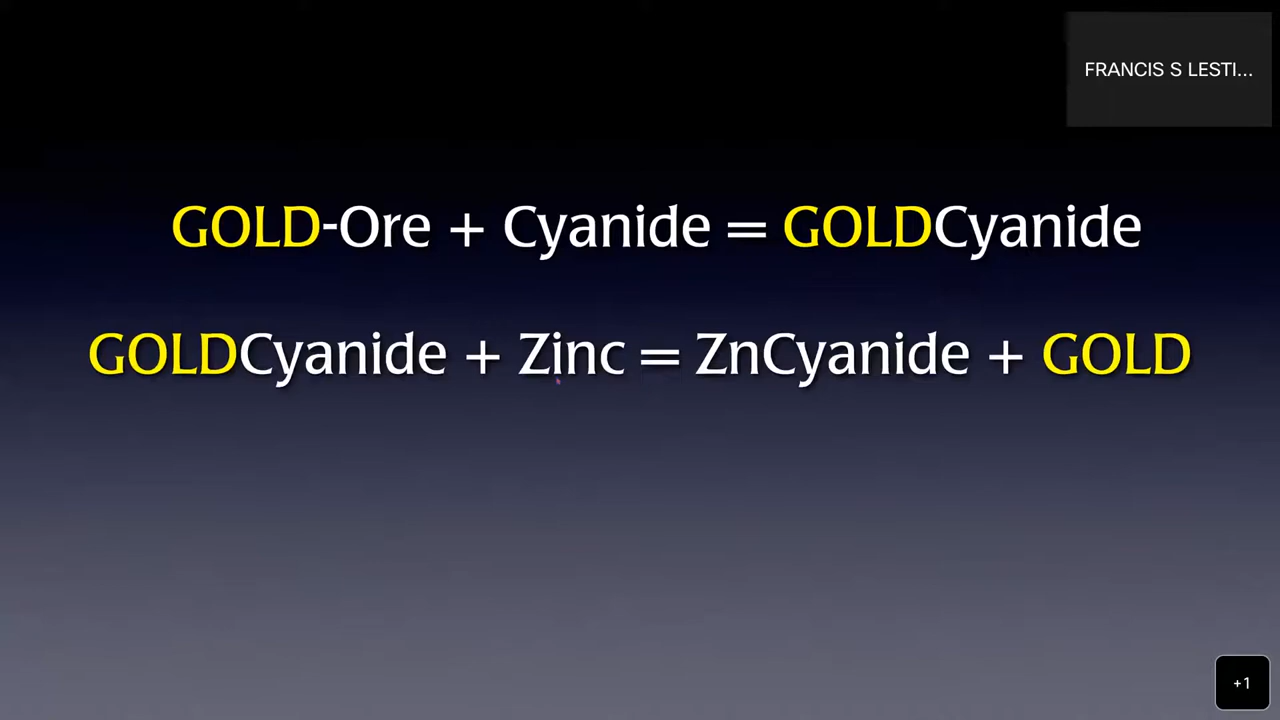 FRANCIS S LESTI...
GOLD-Ore + Cyanide = GOLDCyanide
GOLDCyanide + Zinc = ZnCyanide + GOLD
+1